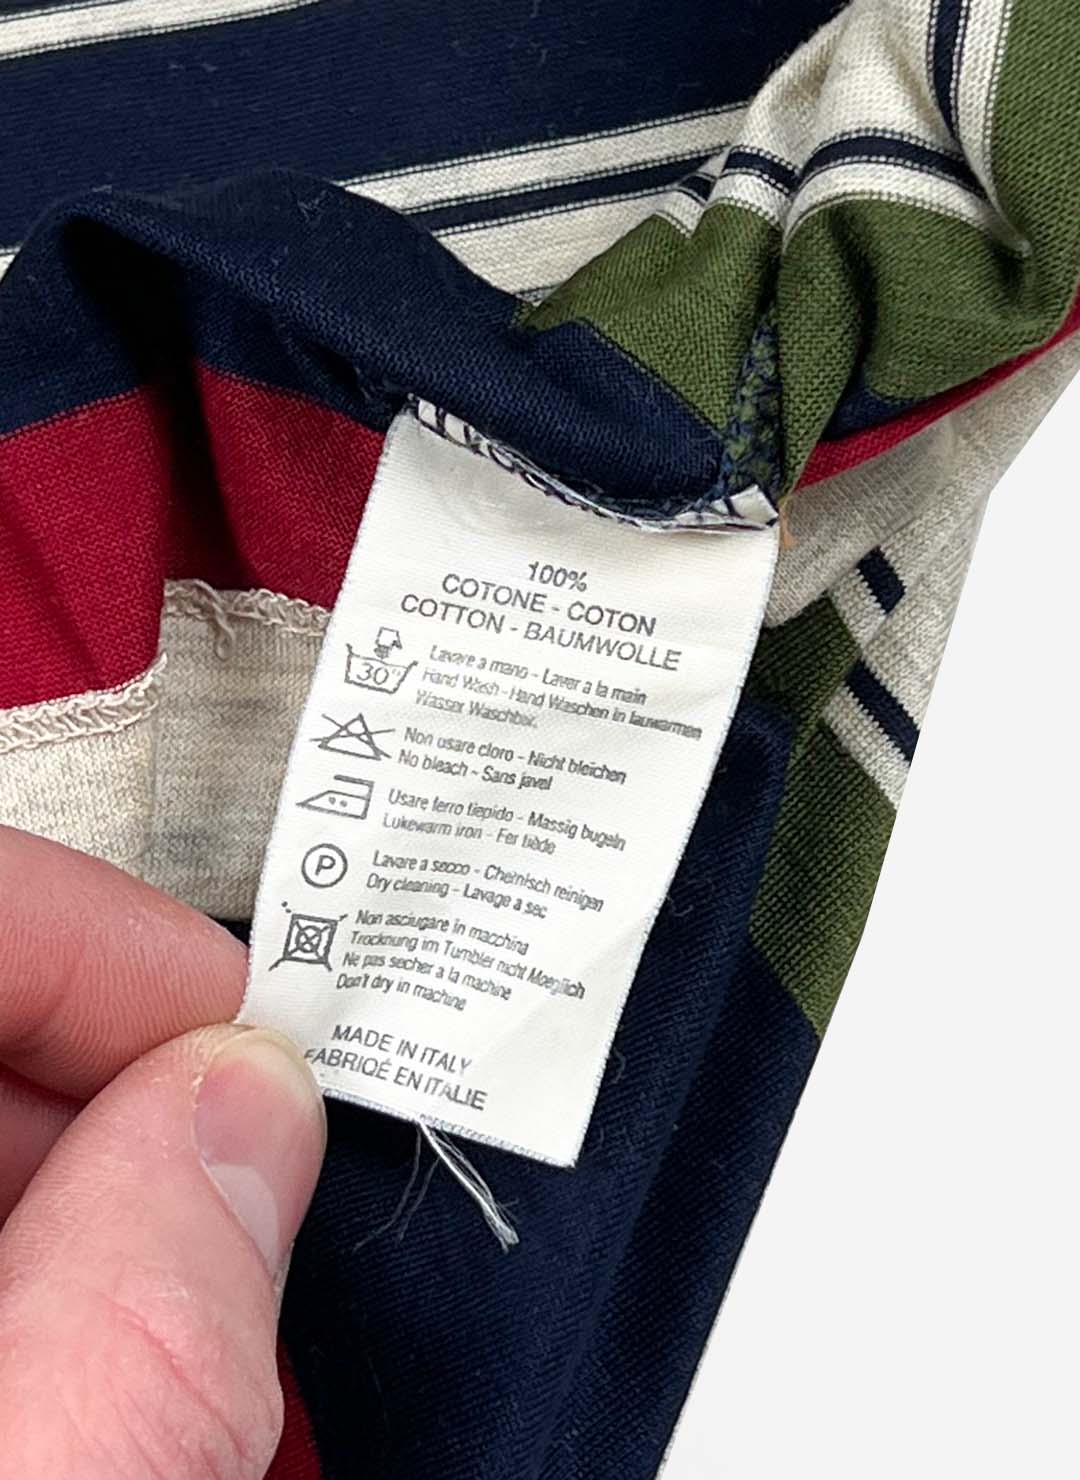 100%
COTONE - COTON
COTTON - BAUMWOLLE
30°
Lavare a mano - Laver a la main
Hand Wash - Hand Waschen in lauwarmen
Wasser Waschbar.
Non usare cloro - Nicht bleichen
No bleach - Sans javel
Usare ferro tiepido - Massig bugeln
Lukewarm iron - Fer tiède
P
Lavare a secco - Chemisch reinigen
Dry cleaning - Lavage a sec
Non asciugare in macchina
Trocknung im Tumbler nicht Moeglich
Ne pas secher a la machine
Don't dry in machine
MADE IN ITALY
FABRIQÉ EN ITALIE